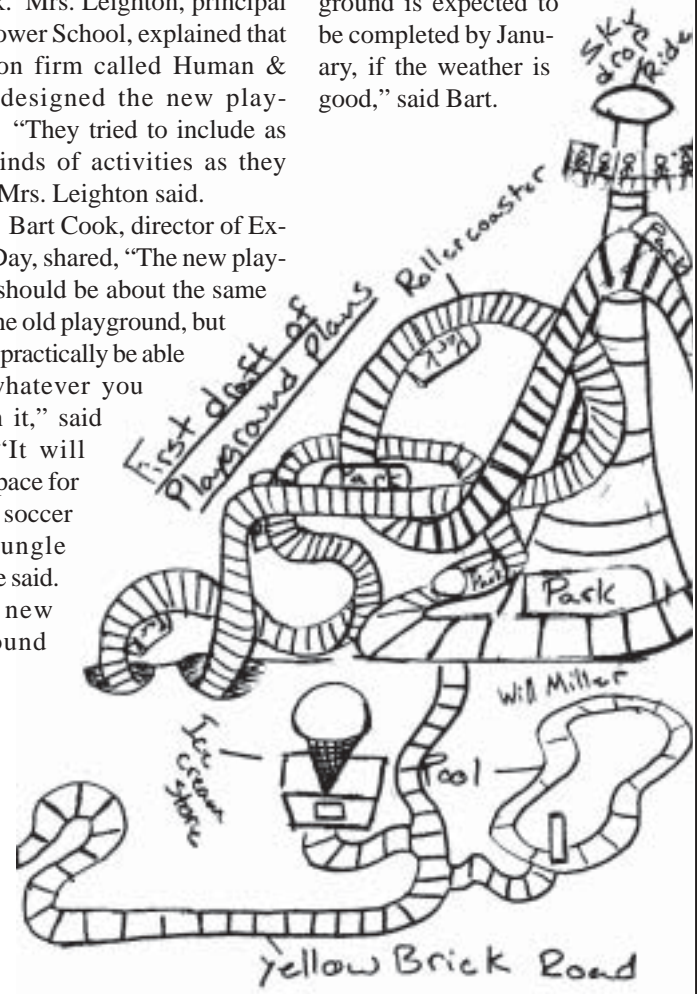 Mrs. Leighton, principal
ower School, explained that
on firm called Human &
designed the new play-
“They tried to include as
inds of activities as they
Mrs. Leighton said.
Bart Cook, director of Ex-
Day, shared, “The new play-
should be about the same
he old playground, but
practically be able
whatever you
it,” said
“It will
pace for
soccer
ungle
e said.
new
ound
ground is expected to
be completed by Janu-
ary, if the weather is
good,” said Bart.
Sky
drop
Ride
Rollercoaster
First draft of
Playground Plans
Park
Park
Park
Park
Park
Park
Will Miller
Ice
cream
store
Pool
Yellow Brick Road